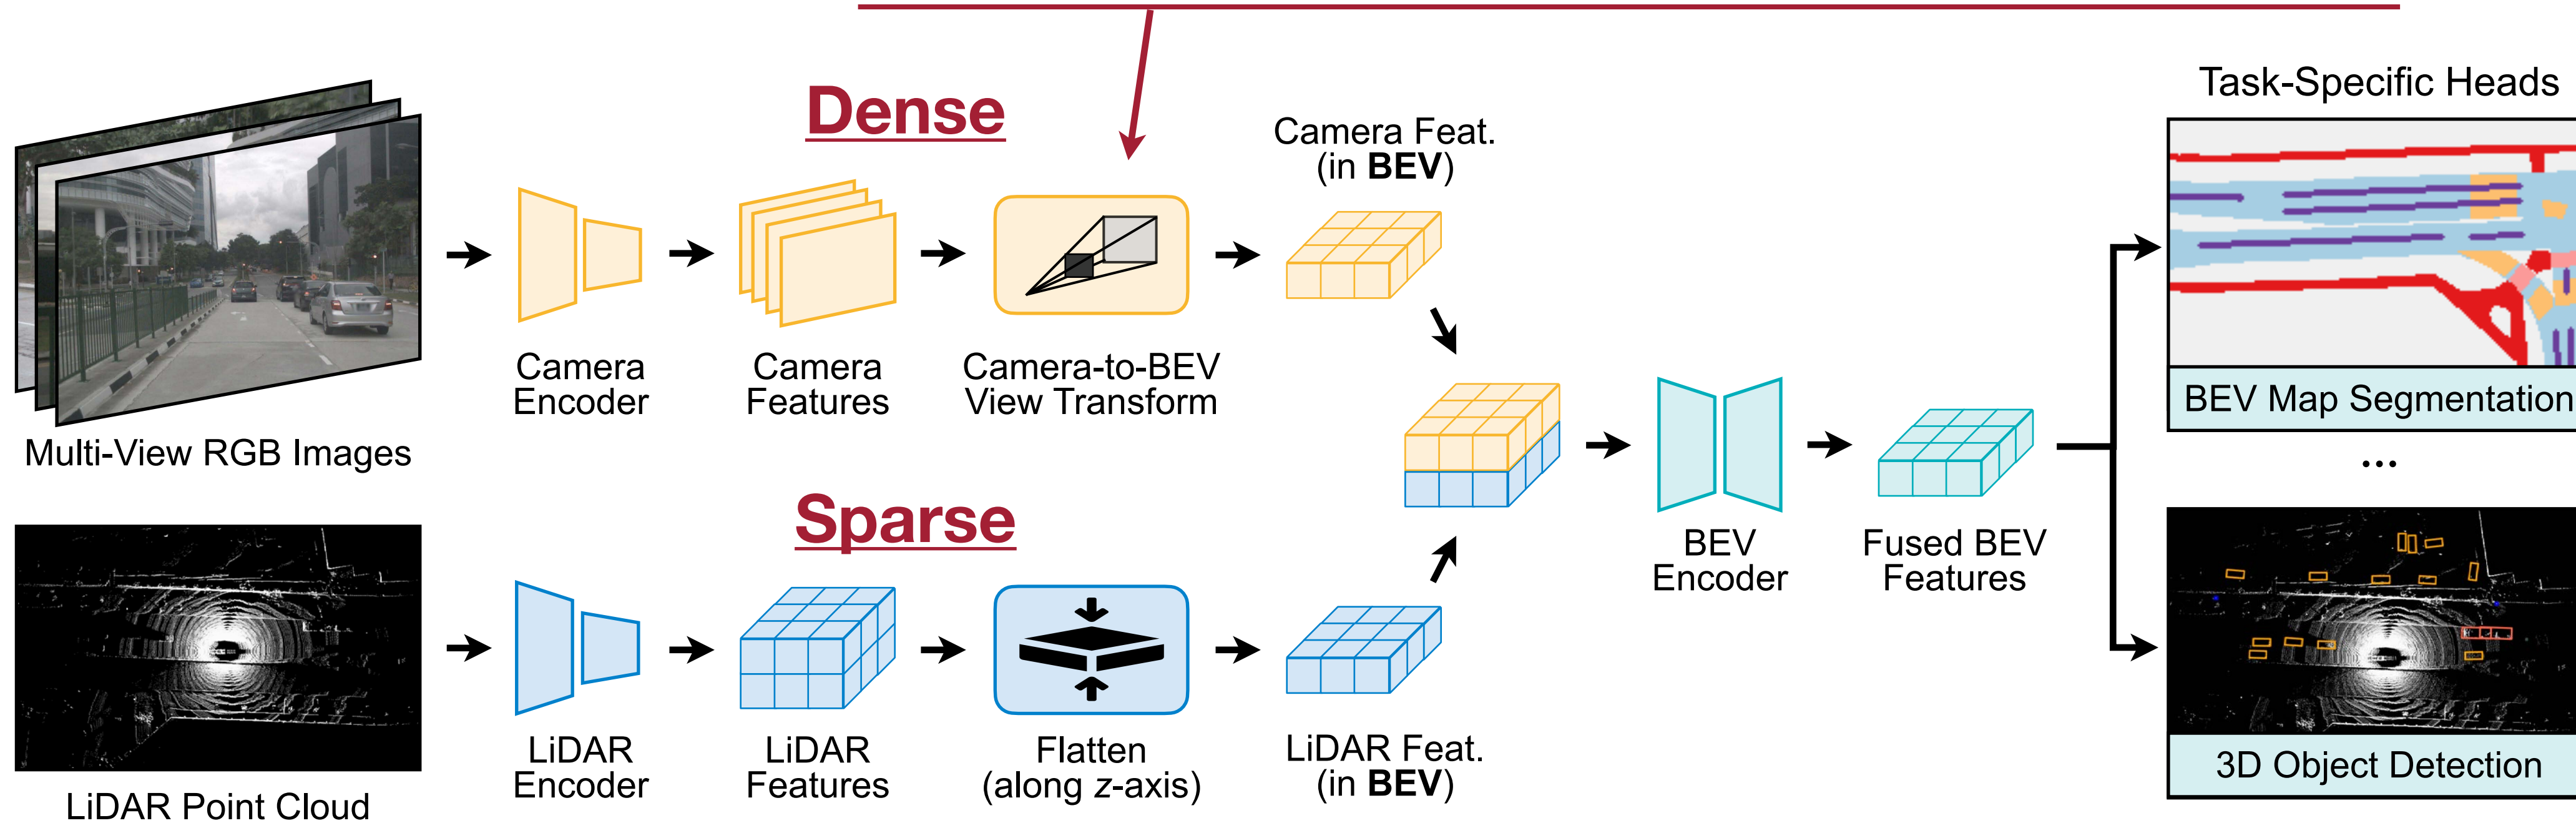 Dense
Task-Specific Heads
Camera Feat.
(in BEV)
Camera
Encoder
Camera
Features
Camera-to-BEV
View Transform
BEV Map Segmentation
Multi-View RGB Images
...
Sparse
BEV
Encoder
Fused BEV
Features
LiDAR
Encoder
LiDAR
Features
Flatten
(along z-axis)
LiDAR Feat.
(in BEV)
3D Object Detection
LiDAR Point Cloud